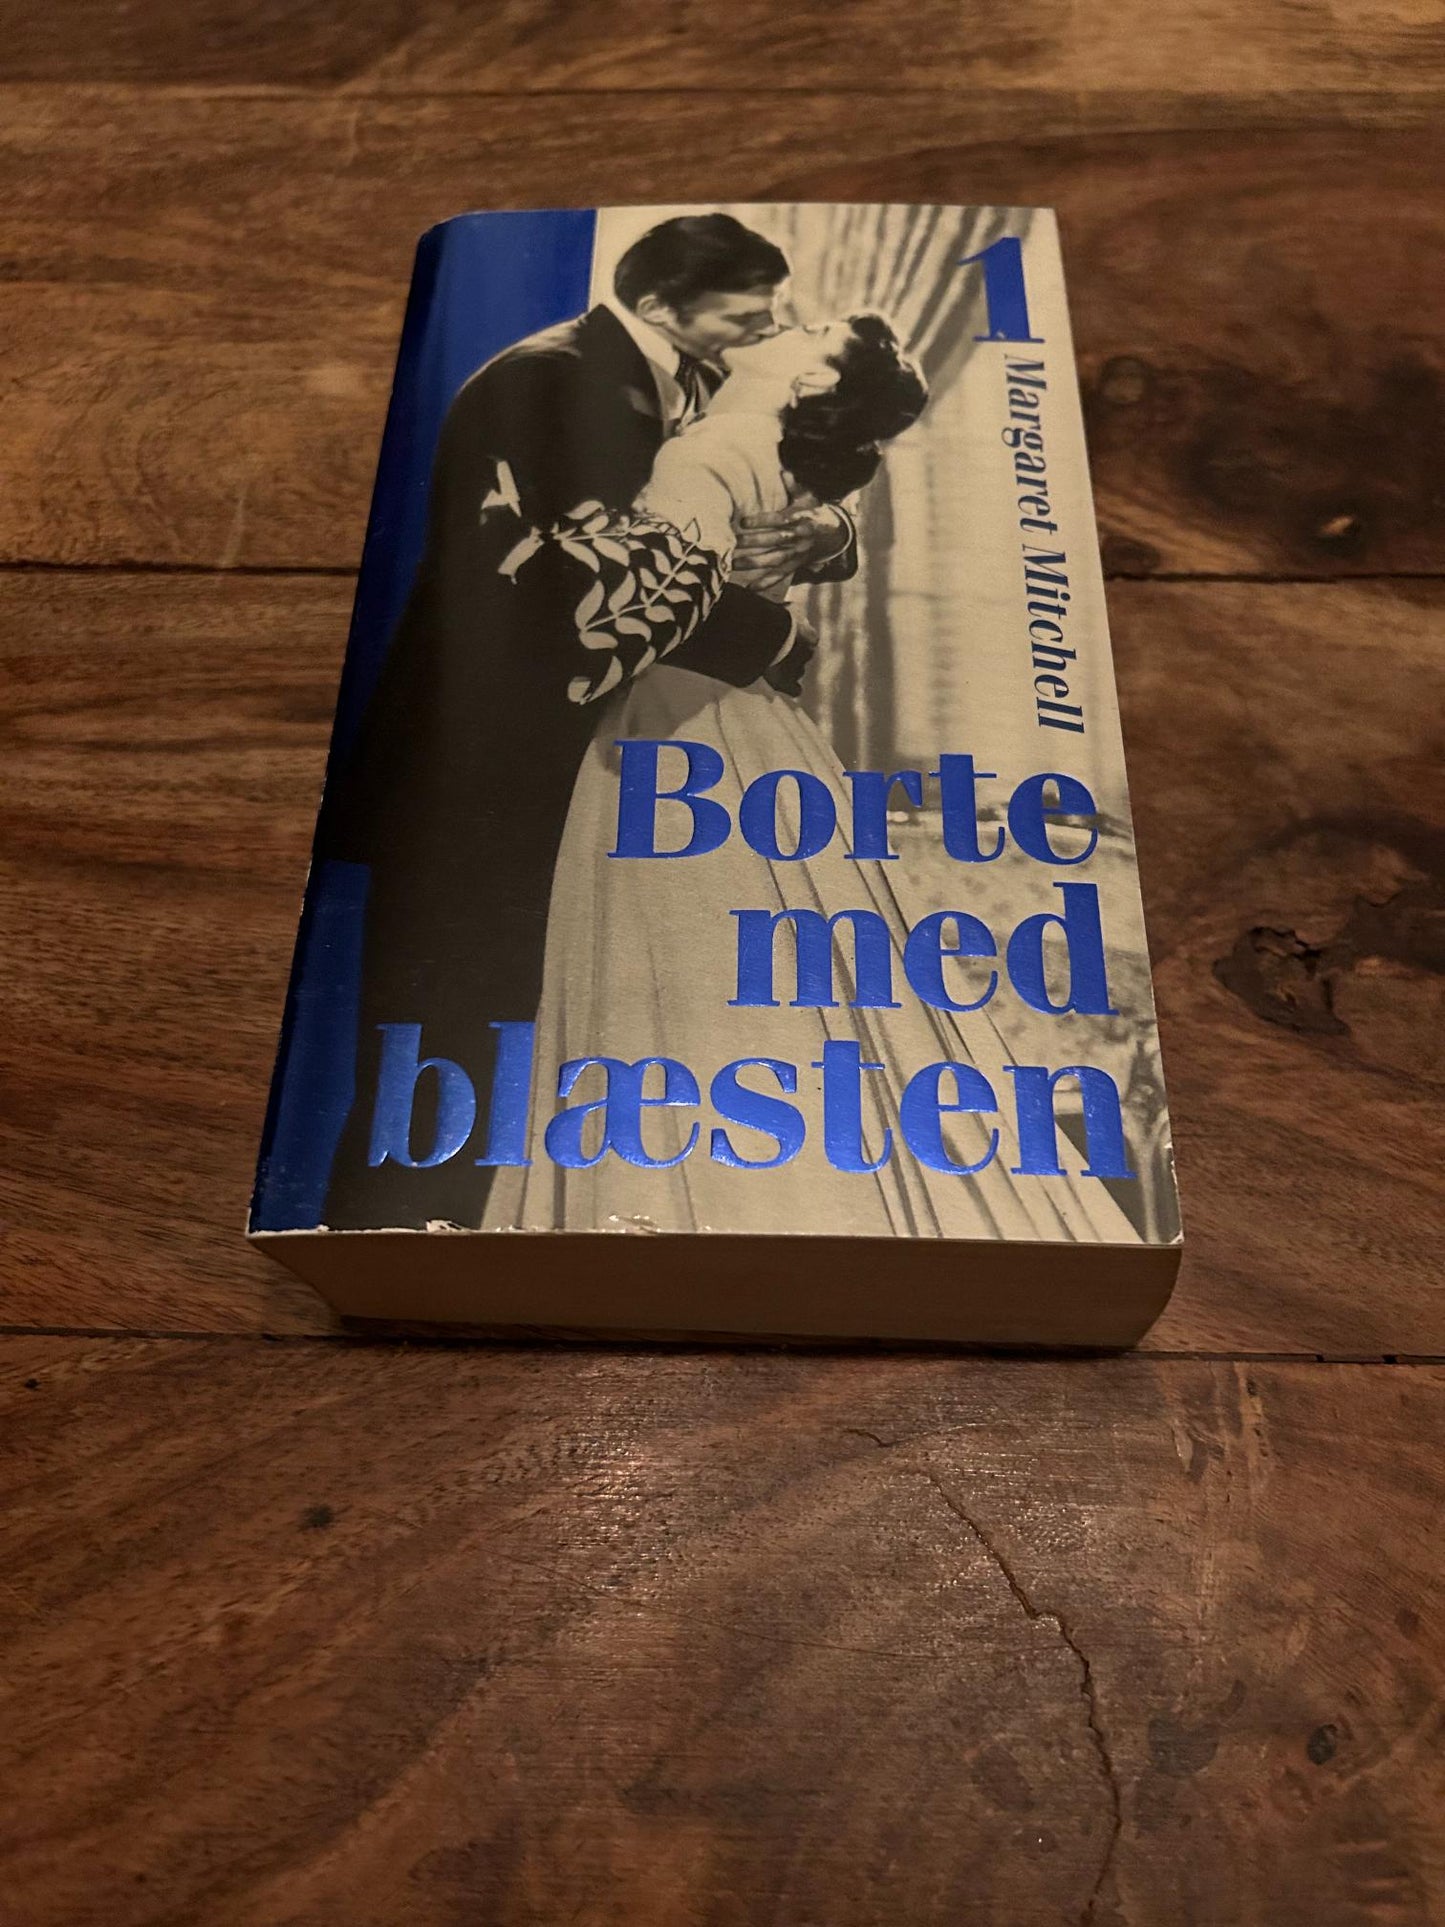 1
Margaret Mitchell
Borte
med
blæsten